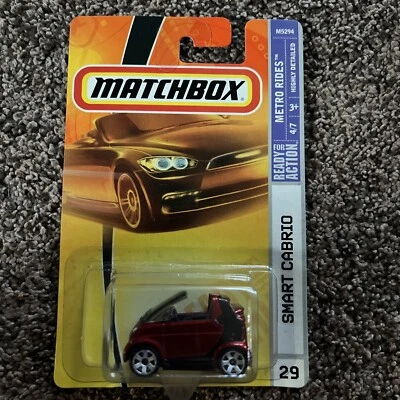 MATCHBOX
M5294
METRO RIDES™
HIGHLY DETAILED
3+
4/7
READY FOR ACTION.
SMART CABRIO
29